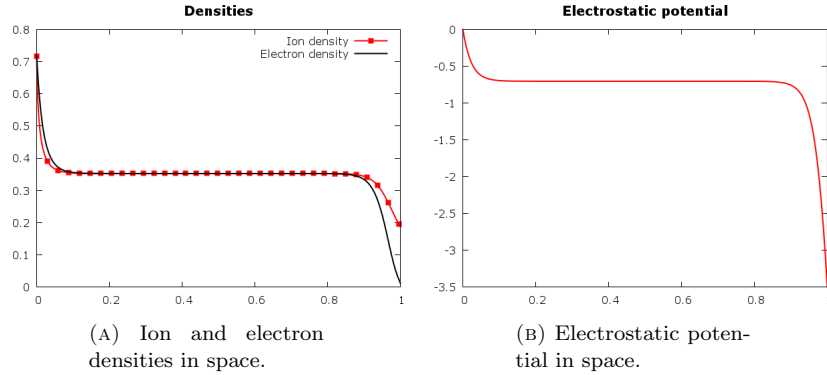 Densities
Ion density
Electron density
0.8
0.7
0.6
0.5
0.4
0.3
0.2
0.1
0
0 0.2 0.4 0.6 0.8 1
(A) Ion and electron
densities in space.
Electrostatic potential
0
-0.5
-1
-1.5
-2
-2.5
-3
-3.5
0 0.2 0.4 0.6 0.8
(B) Electrostatic poten-
tial in space.